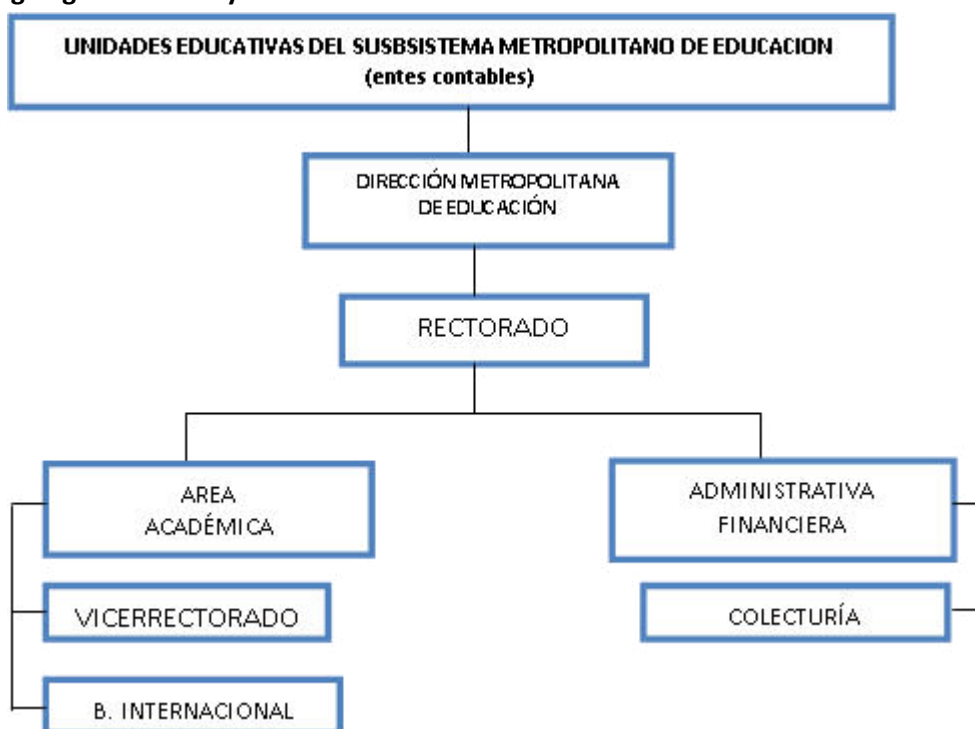 UNIDADES EDUCATIVAS DEL SUSBSISTEMA METROPOLITANO DE EDUCACION
(entes contables)
DIRECCIÓN METROPOLITANA
DE EDUCACIÓN
RECTORADO
AREA
ACADÉMICA
ADMINISTRATIVA
FINANCIERA
VICERRECTORADO
COLECTURÍA
B. INTERNACIONAL